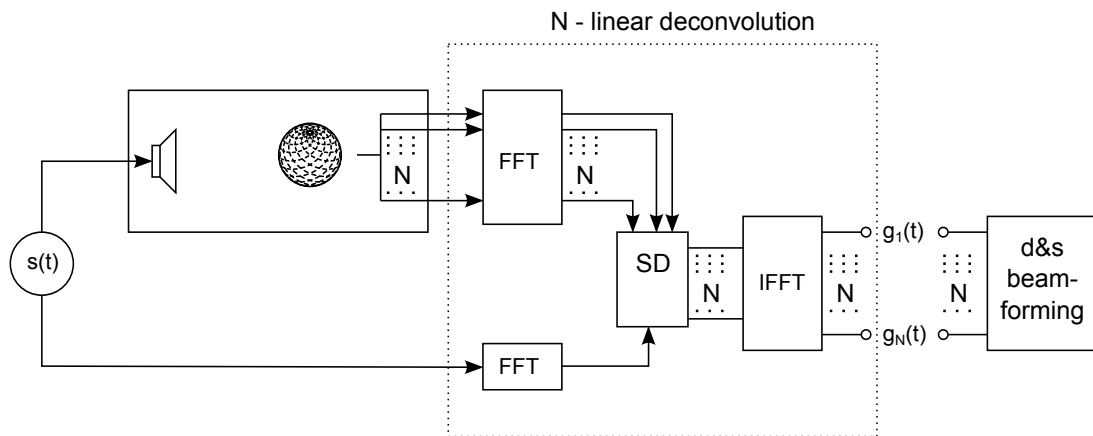 N - linear deconvolution
FFT
N
N
s(t)
SD
N
IFFT
N
g1(t)
gN(t)
N
d&s
beam-
forming
FFT